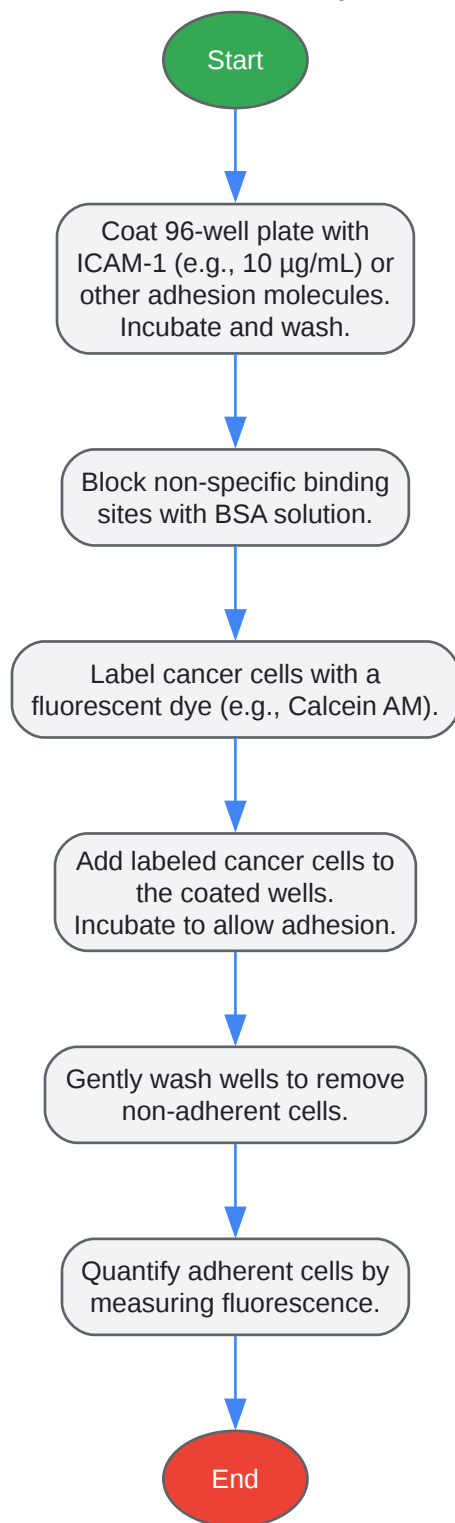 Start
Coat 96-well plate with
ICAM-1 (e.g., 10 µg/mL) or
other adhesion molecules.
Incubate and wash.
Block non-specific binding
sites with BSA solution.
Label cancer cells with a
fluorescent dye (e.g., Calcein AM).
Add labeled cancer cells to
the coated wells.
Incubate to allow adhesion.
Gently wash wells to remove
non-adherent cells.
Quantify adherent cells by
measuring fluorescence.
End